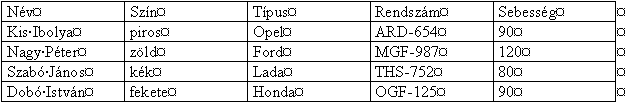 Név¤ Szín¤ Típus¤ Rendszám¤ Sebesség¤ ¤
Kis·Ibolya¤ piros¤ Opel¤ ARD-654¤ 90¤ ¤
Nagy·Péter¤ zöld¤ Ford¤ MGF-987¤ 120¤ ¤
Szabó·János¤ kék¤ Lada¤ THS-752¤ 80¤ ¤
Dobó·István¤ fekete¤ Honda¤ OGF-125¤ 90¤ ¤